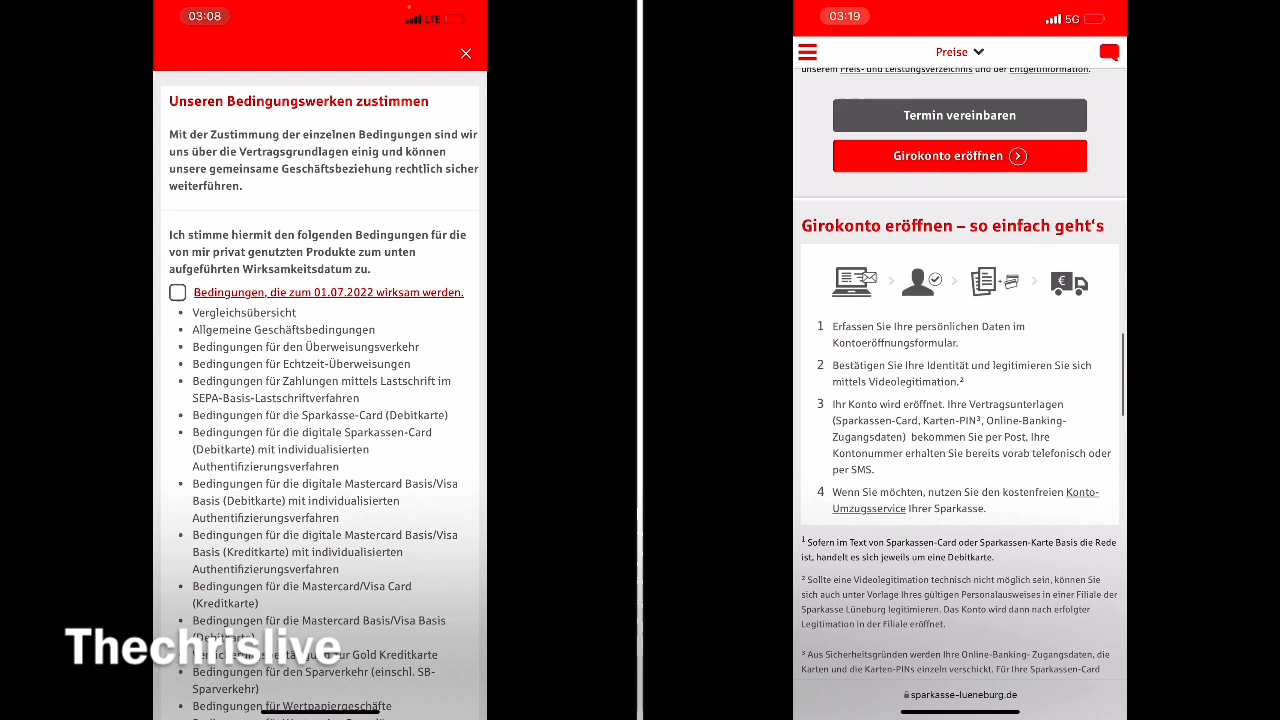 03:08
LTE
Unseren Bedingungswerken zustimmen
Mit der Zustimmung der einzelnen Bedingungen sind wir
uns über die Vertragsgrundlagen einig und können
unsere gemeinsame Geschäftsbeziehung rechtlich sicher
weiterführen.
Ich stimme hiermit den folgenden Bedingungen für die
von mir privat genutzten Produkte zum unten
aufgeführten Wirksamkeitsdatum zu.
Bedingungen, die zum 01.07.2022 wirksam werden.
• Vergleichsübersicht
• Allgemeine Geschäftsbedingungen
• Bedingungen für den Überweisungsverkehr
• Bedingungen für Echtzeit-Überweisungen
• Bedingungen für Zahlungen mittels Lastschrift im
SEPA-Basis-Lastschriftverfahren
• Bedingungen für die Sparkasse-Card (Debitkarte)
• Bedingungen für die digitale Sparkassen-Card
(Debitkarte) mit individualisierten
Authentifizierungsverfahren
• Bedingungen für die digitale Mastercard Basis/Visa
Basis (Debitkarte) mit individualisierten
Authentifizierungsverfahren
• Bedingungen für die digitale Mastercard Basis/Visa
Basis (Kreditkarte) mit individualisierten
Authentifizierungsverfahren
• Bedingungen für die Mastercard/Visa Card
(Kreditkarte)
• Bedingungen für die Mastercard Basis/Visa Basis
(Debitkarte)
zur Gold Kreditkarte
• Bedingungen für den Sparverkehr (einschl. SB-
Sparverkehr)
• Bedingungen für Wertpapiergeschäfte
Thechrislive
03:19
5G
Preise
unserem Preis- und Leistungsverzeichnis und der Entgeltinformation.
Termin vereinbaren
Girokonto eröffnen
Girokonto eröffnen – so einfach geht's
1 Erfassen Sie Ihre persönlichen Daten im
Kontoeröffnungsformular.
2 Bestätigen Sie Ihre Identität und legitimieren Sie sich
mittels Videolegitimation.²
3 Ihr Konto wird eröffnet. Ihre Vertragsunterlagen
(Sparkassen-Card, Karten-PIN³, Online-Banking-
Zugangsdaten) bekommen Sie per Post. Ihre
Kontonummer erhalten Sie bereits vorab telefonisch oder
per SMS.
4 Wenn Sie möchten, nutzen Sie den kostenfreien Konto-
Umzugsservice Ihrer Sparkasse.
¹ Sofern im Text von Sparkassen-Card oder Sparkassen-Karte Basis die Rede
ist, handelt es sich jeweils um eine Debitkarte.
² Sollte eine Videolegitimation technisch nicht möglich sein, können Sie
sich auch unter Vorlage Ihres gültigen Personalausweises in einer Filiale der
Sparkasse Lüneburg legitimieren. Das Konto wird dann nach erfolgter
Legitimation in der Filiale eröffnet.
³ Aus Sicherheitsgründen werden Ihre Online-Banking- Zugangsdaten, die
Karten und die Karten-PINs einzeln verschickt. Für Ihre Sparkassen-Card
sparkasse-lueneburg.de